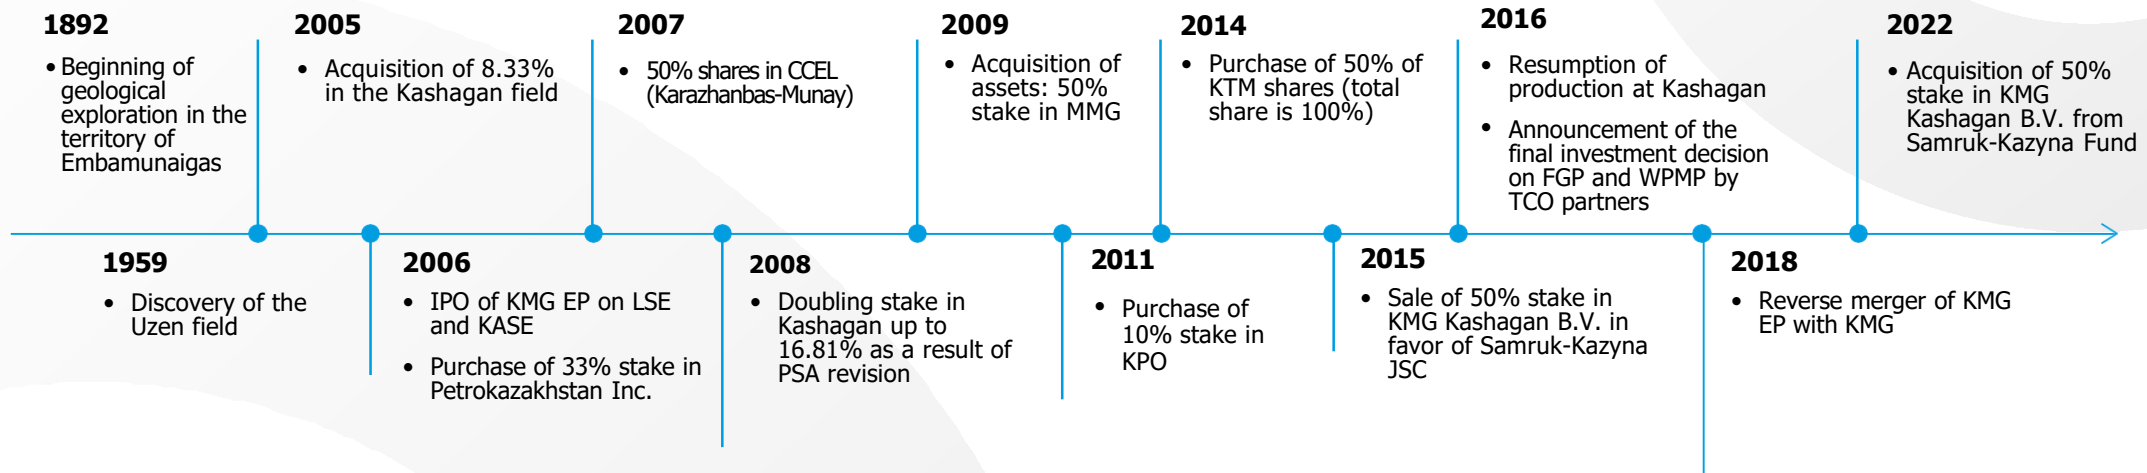 1892
• Beginning of
geological
exploration in the
territory of
Embamunaigas
1959
• Discovery of the
Uzen field
2005
• Acquisition of 8.33%
in the Kashagan field
2006
• IPO of KMG EP on LSE
and KASE
• Purchase of 33% stake in
Petrokazakhstan Inc.
2007
• 50% shares in CCEL
(Karazhanbas-Munay)
2008
• Doubling stake in
Kashagan up to
16.81% as a result of
PSA revision
2009
• Acquisition of
assets: 50%
stake in MMG
2011
• Purchase of
10% stake in
KPO
2014
• Purchase of 50% of
KTM shares (total
share is 100%)
2015
• Sale of 50% stake in
KMG Kashagan B.V. in
favor of Samruk-Kazyna
JSC
2016
• Resumption of
production at Kashagan
• Announcement of the
final investment decision
on FGP and WPMP by
TCO partners
2018
• Reverse merger of KMG
EP with KMG
2022
• Acquisition of 50%
stake in KMG
Kashagan B.V. from
Samruk-Kazyna Fund